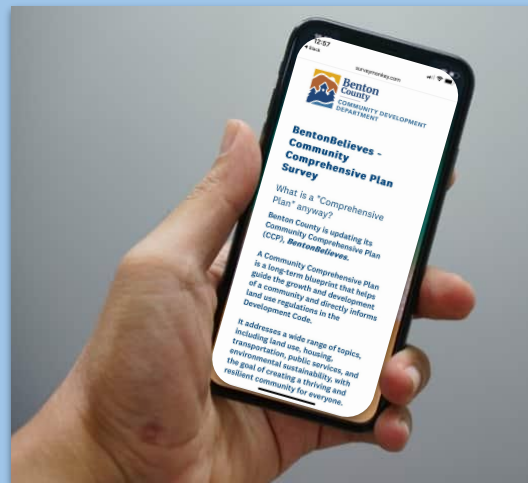 12:57
◀ Back
surveymonkey.com
Benton
County
COMMUNITY DEVELOPMENT
DEPARTMENT
BentonBelieves -
Community
Comprehensive Plan
Survey
What is a "Comprehensive
Plan" anyway?
Benton County is updating its
Community Comprehensive Plan
(CCP), BentonBelieves.
A Community Comprehensive Plan
is a long-term blueprint that helps
guide the growth and development
of a community and directly informs
land use regulations in the
Development Code.
It addresses a wide range of topics,
including land use, housing,
transportation, public services, and
environmental sustainability, with
the goal of creating a thriving and
resilient community for everyone.